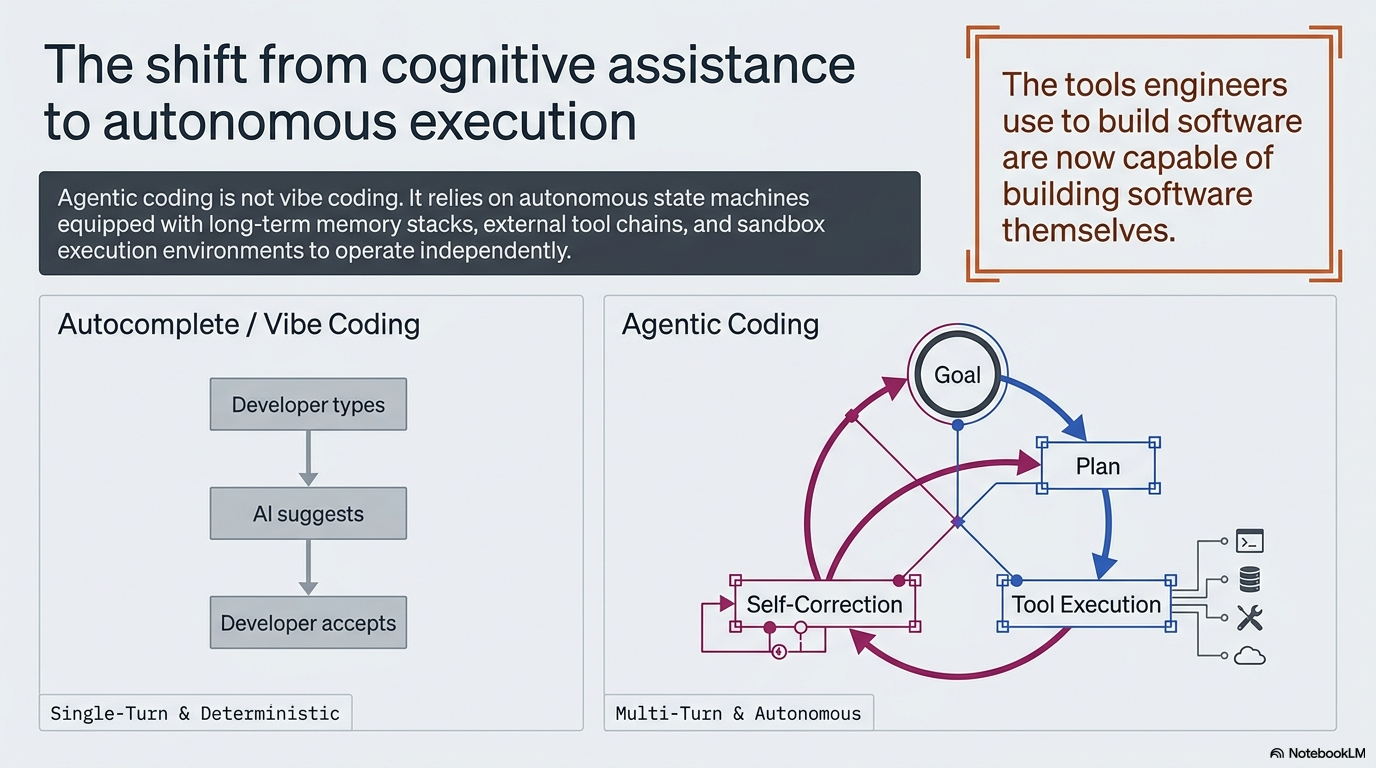 The shift from cognitive assistance
to autonomous execution
The tools engineers
use to build software
are now capable of
building software
themselves.
Agentic coding is not vibe coding. It relies on autonomous state machines
equipped with long-term memory stacks, external tool chains, and sandbox
execution environments to operate independently.
Autocomplete / Vibe Coding
Developer types
AI suggests
Developer accepts
Single-Turn & Deterministic
Agentic Coding
Goal
Plan
Self-Correction
Tool Execution
Multi-Turn & Autonomous
NotebookLM